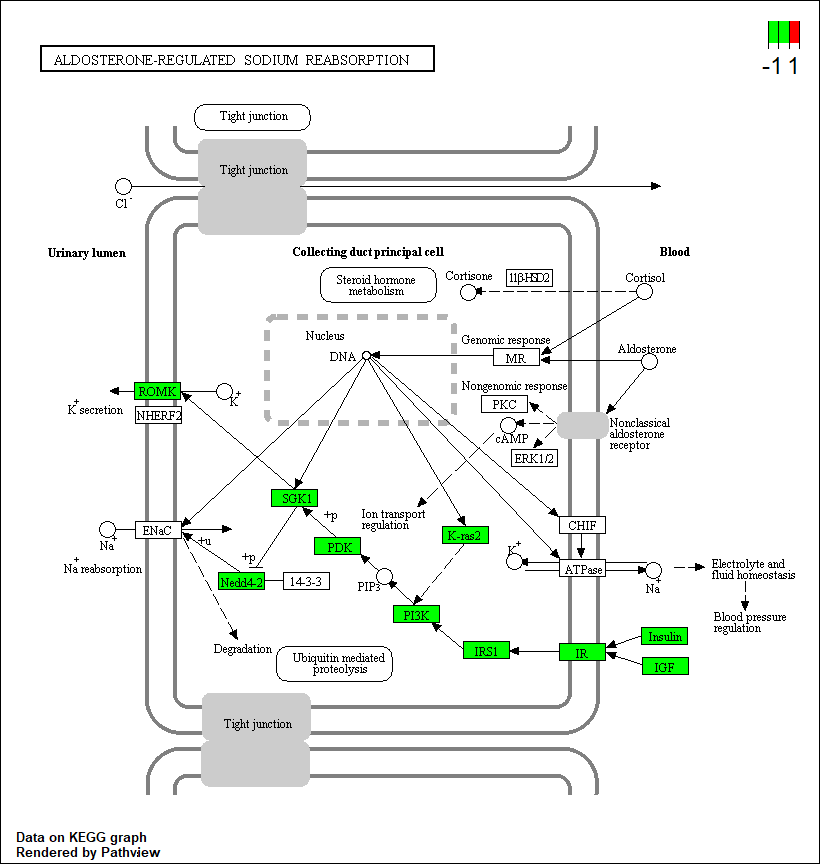 -1 1
ALDOSTERONE-REGULATED SODIUM REABSORPTION
Tight junction
Tight junction
Cl-
Urinary lumen
Collecting duct principal cell
Blood
Steroid hormone
metabolism
Cortisone
11β-HSD2
Cortisol
Nucleus
DNA
Genomic response
MR
Aldosterone
Nongenomic response
PKC
cAMP
ERK1/2
Nonclassical
aldosterone
receptor
ROMK
K+
K+ secretion
NHERF2
SGK1
+p
Ion transport
regulation
K-ras2
CHIF
ENaC
Na+
+u
Na+ reabsorption
+p
PDK
Nedd4-2
14-3-3
PIP3
K+
ATPase
Na+
Electrolyte and
fluid homeostasis
Blood pressure
regulation
PI3K
Degradation
Ubiquitin mediated
proteolysis
IRS1
IR
Insulin
IGF
Tight junction
Data on KEGG graph
Rendered by Pathview